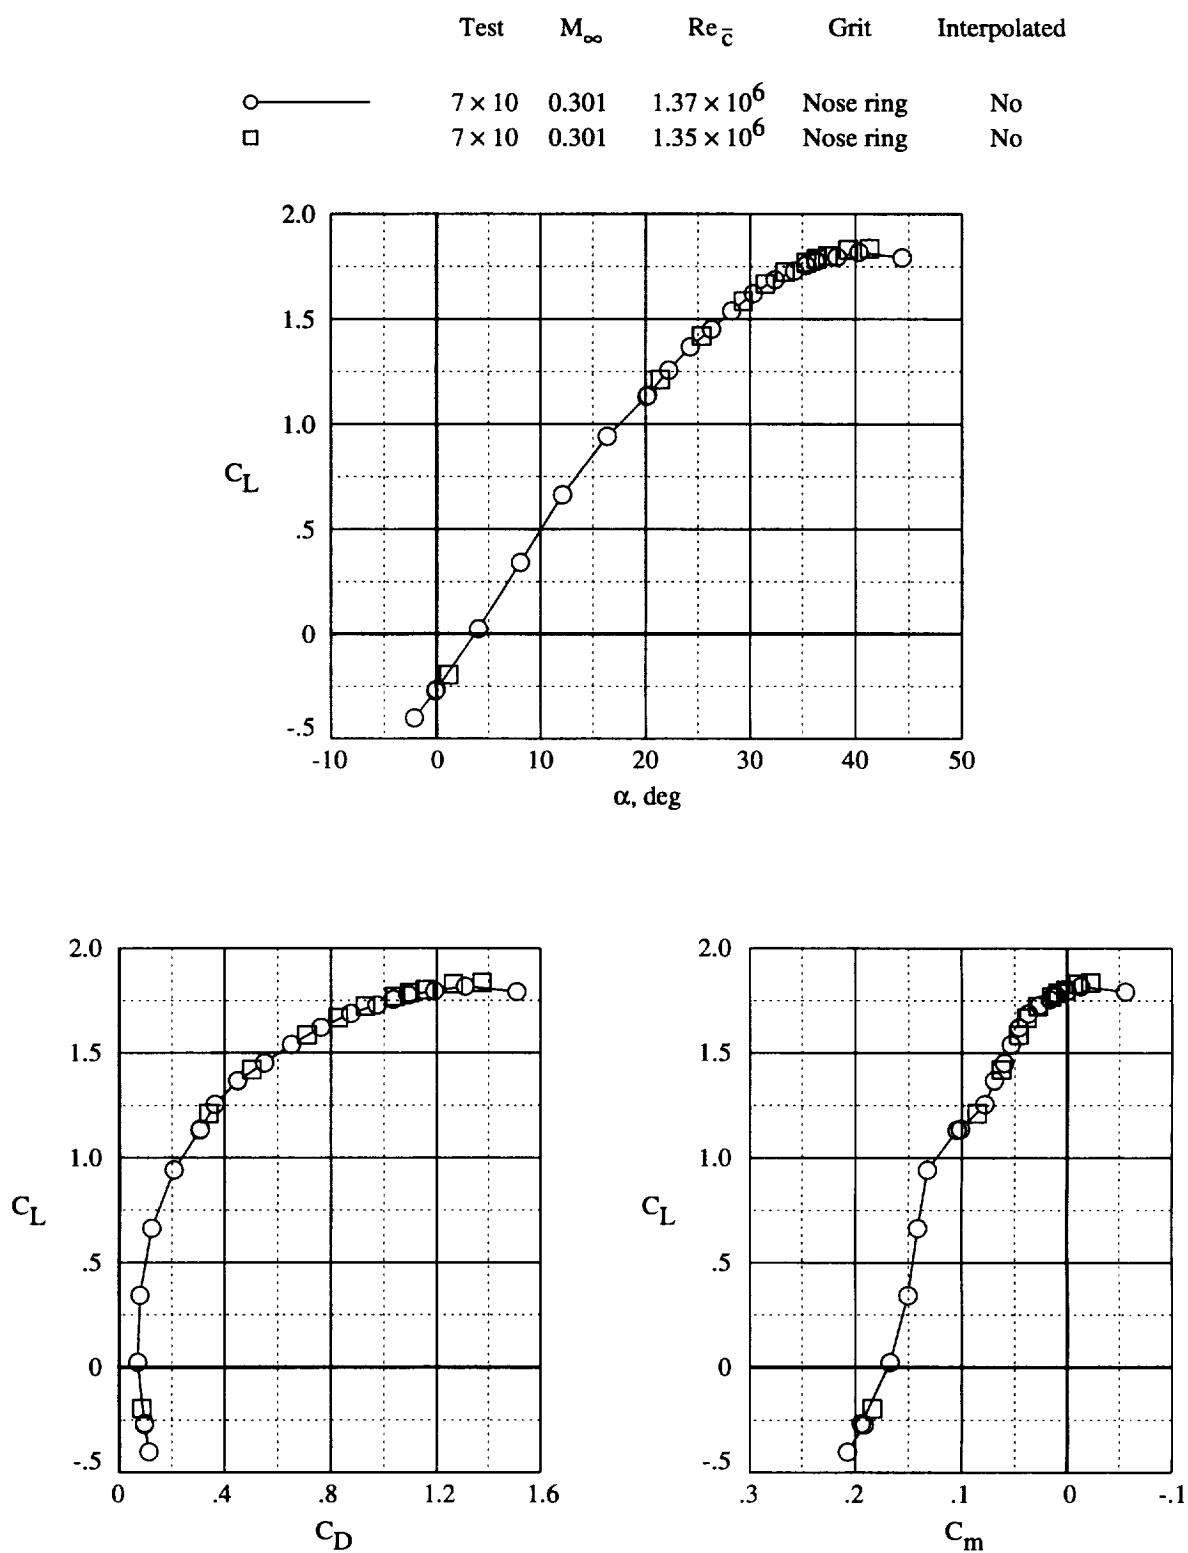 Test M∞ Re c̄ Grit Interpolated
7 × 10 0.301 1.37 × 10⁶ Nose ring No
7 × 10 0.301 1.35 × 10⁶ Nose ring No
2.0
1.5
1.0
C_L
.5
0
-.5
-10 0 10 20 30 40 50
α, deg
2.0
1.5
1.0
C_L
.5
0
-.5
0 .4 .8 1.2 1.6
C_D
2.0
1.5
1.0
C_L
.5
0
-.5
.3 .2 .1 0 -.1
C_m